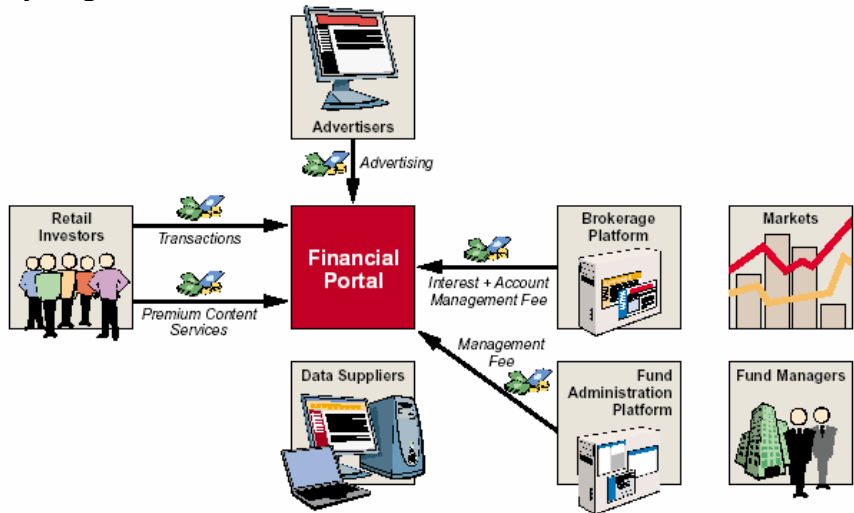 Advertisers
Advertising
Retail
Investors
Transactions
Premium Content
Services
Financial
Portal
Brokerage
Platform
Interest + Account
Management Fee
Markets
Management
Fee
Data Suppliers
Fund
Administration
Platform
Fund Managers